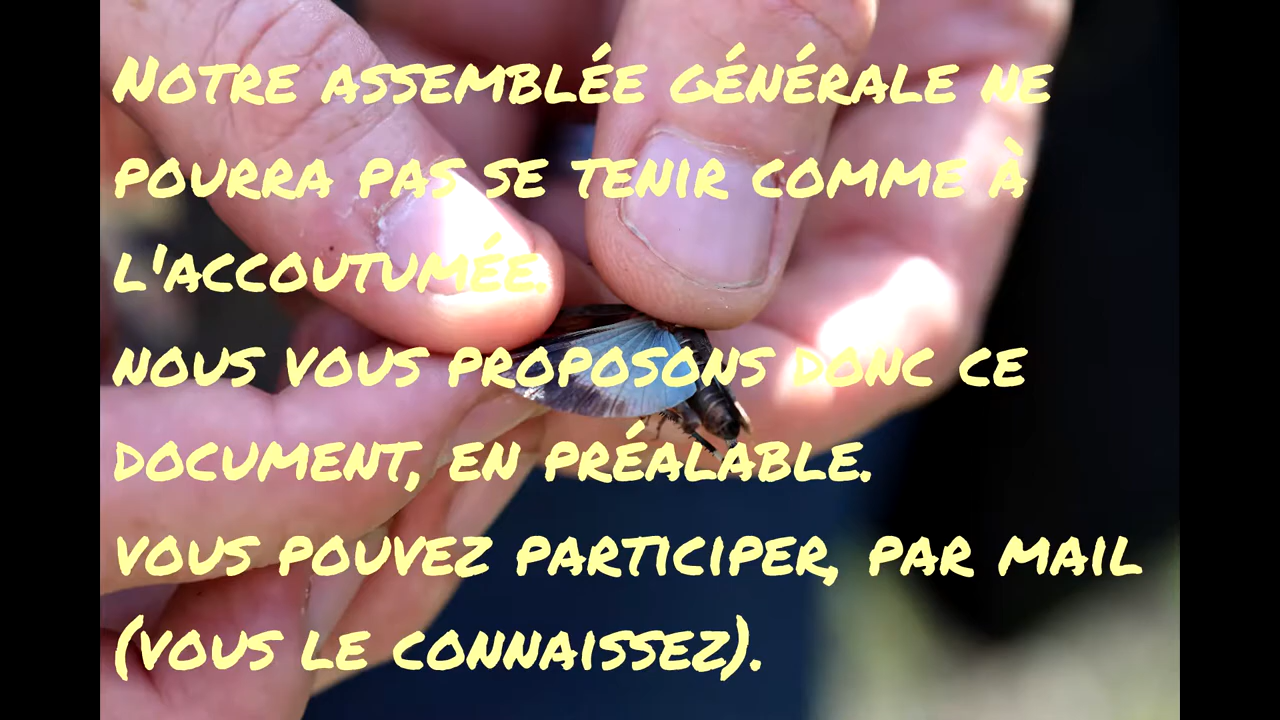 Notre assemblée générale ne
pourra pas se tenir comme à
l'accoutumée.
nous vous proposons donc ce
document, en préalable.
vous pouvez participer, par mail
(vous le connaissez).